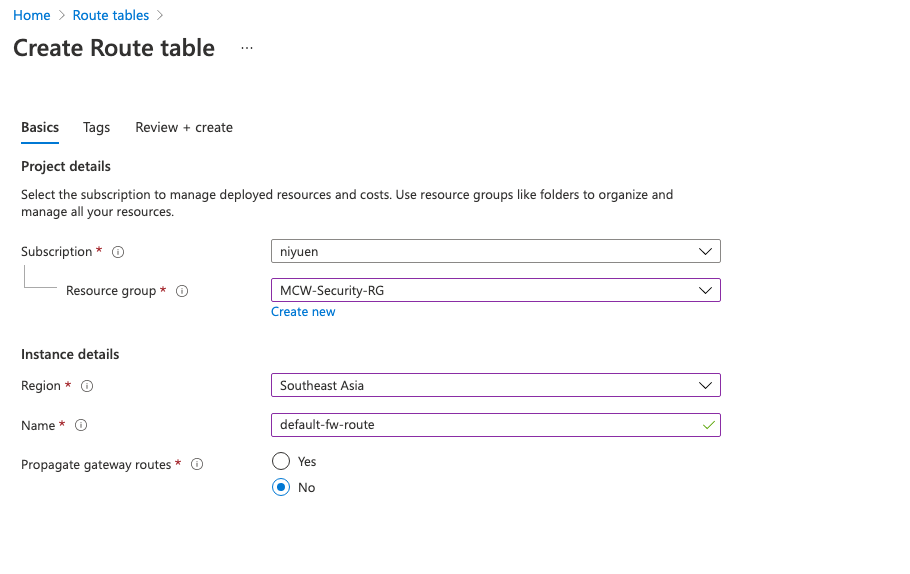 Home > Route tables >
Create Route table ...
Basics Tags Review + create
Project details
Select the subscription to manage deployed resources and costs. Use resource groups like folders to organize and
manage all your resources.
Subscription * niyuen
Resource group * MCW-Security-RG
Create new
Instance details
Region * Southeast Asia
Name * default-fw-route
Propagate gateway routes * Yes
No